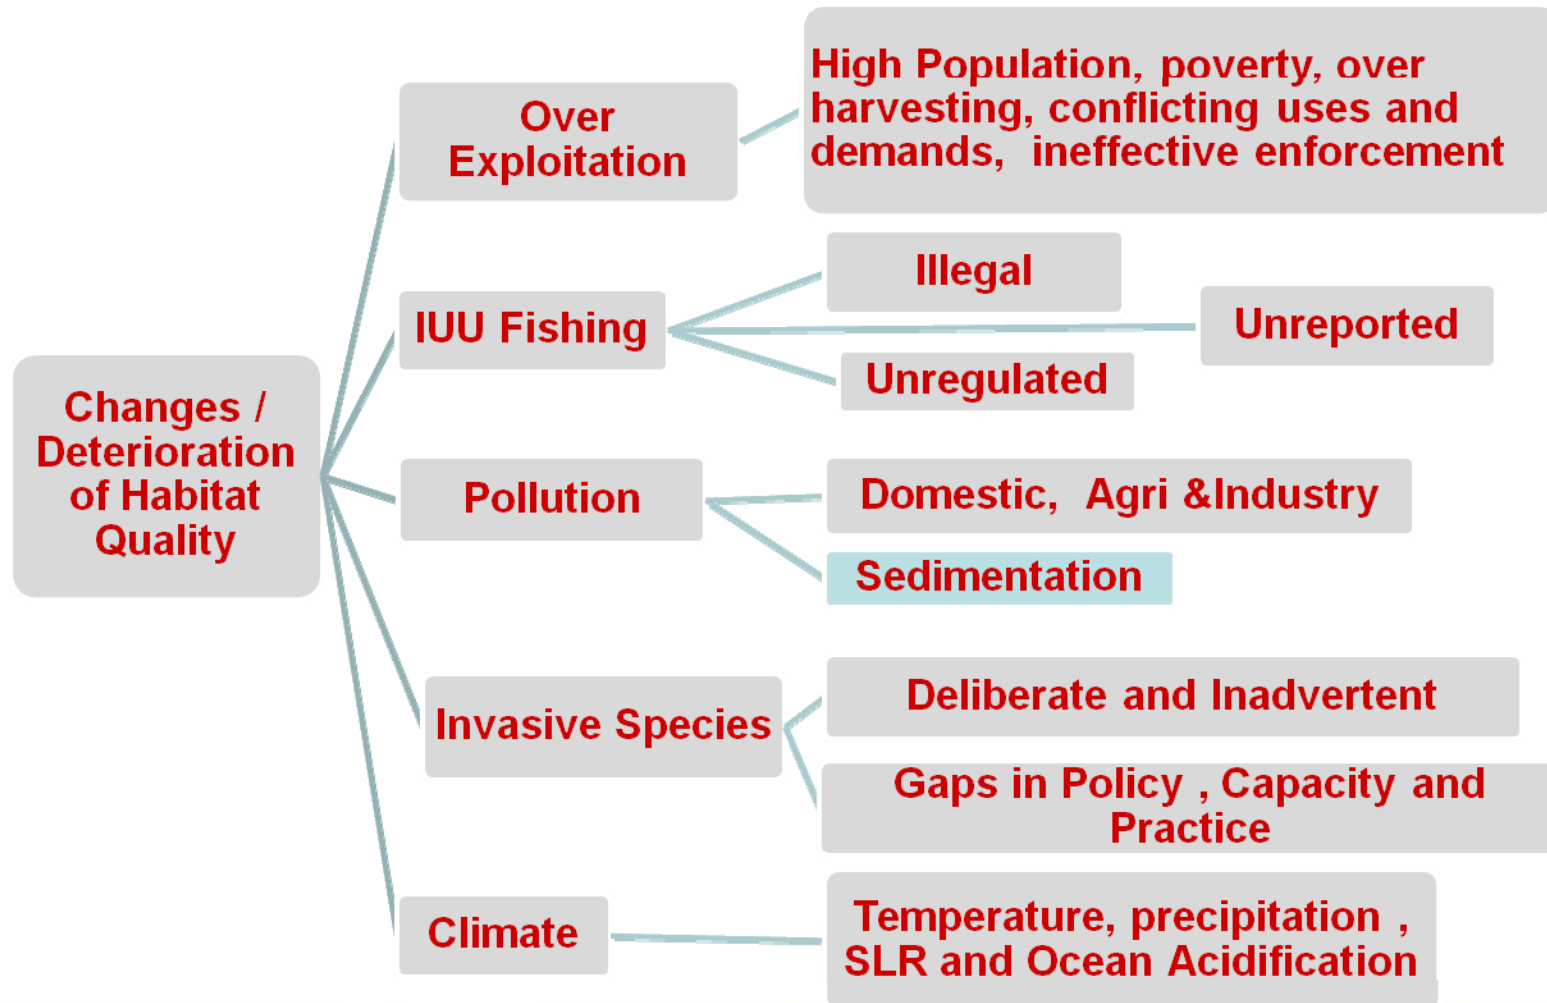 Changes /
Deterioration
of Habitat
Quality
Over
Exploitation
High Population, poverty, over
harvesting, conflicting uses and
demands, ineffective enforcement
IUU Fishing
Illegal
Unreported
Unregulated
Pollution
Domestic, Agri &Industry
Sedimentation
Invasive Species
Deliberate and Inadvertent
Gaps in Policy , Capacity and
Practice
Climate
Temperature, precipitation ,
SLR and Ocean Acidification